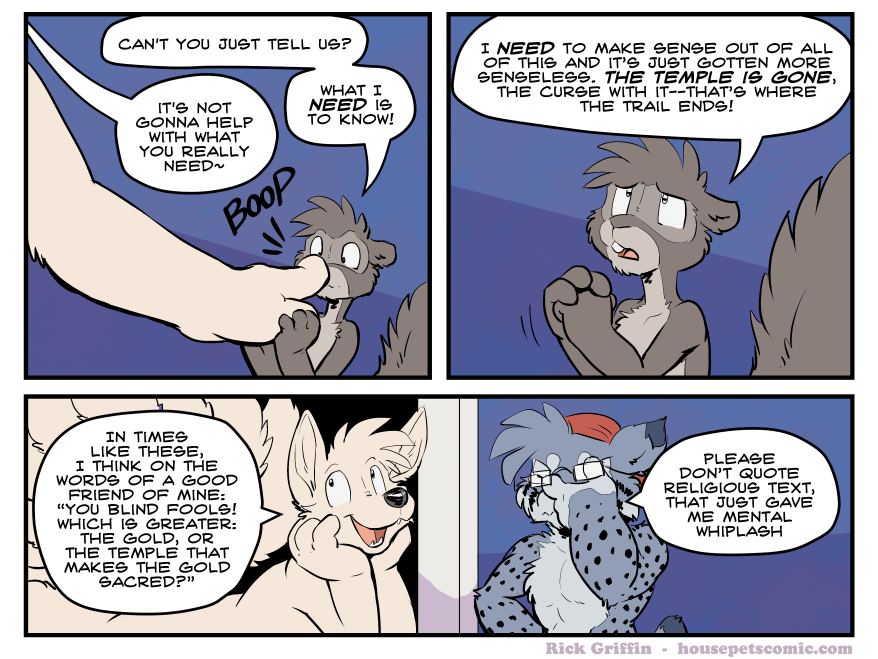 CAN'T YOU JUST TELL US?
IT'S NOT
GONNA HELP
WITH WHAT
YOU REALLY
NEED~
WHAT I
NEED IS
TO KNOW!
BOOP
I NEED TO MAKE SENSE OUT OF ALL
OF THIS AND IT'S JUST GOTTEN MORE
SENSELESS. THE TEMPLE IS GONE,
THE CURSE WITH IT--THAT'S WHERE
THE TRAIL ENDS!
IN TIMES
LIKE THESE,
I THINK ON THE
WORDS OF A GOOD
FRIEND OF MINE:
"YOU BLIND FOOLS!
WHICH IS GREATER:
THE GOLD, OR
THE TEMPLE THAT
MAKES THE GOLD
SACRED?"
PLEASE
DON'T QUOTE
RELIGIOUS TEXT,
THAT JUST GAVE
ME MENTAL
WHIPLASH
Rick Griffin - housepetscomic.com